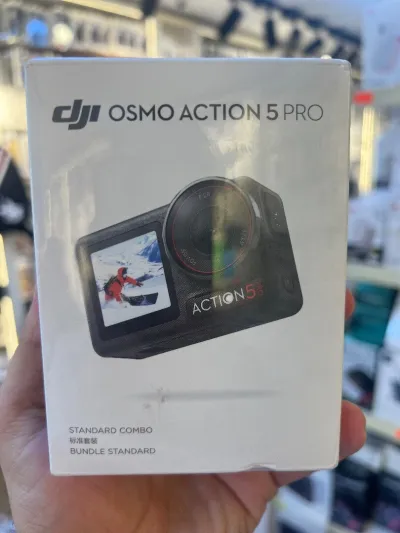 dji OSMO ACTION 5 PRO
ACTION 5
STANDARD COMBO
标准套装
BUNDLE STANDARD